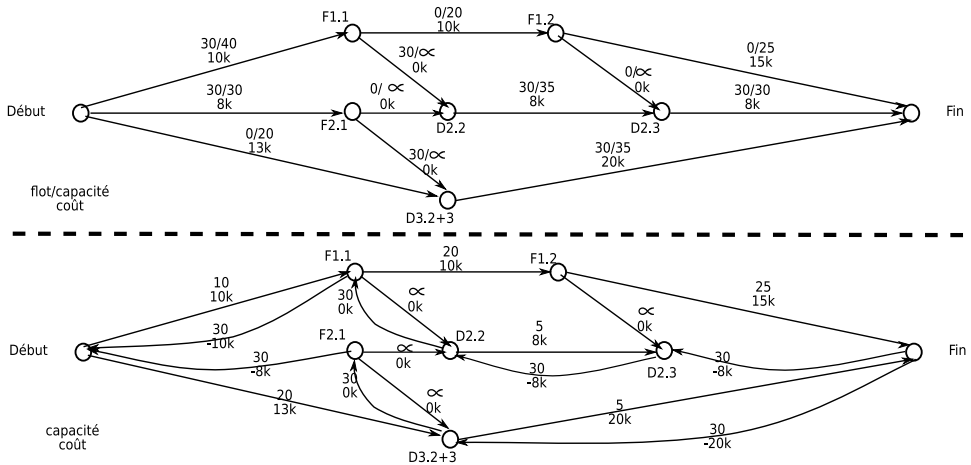 F1.1
0/20
10k
F1.2
30/40
10k
30/∝
0k
0/25
15k
0/∝
0k
Début
30/30
8k
0/ ∝
0k
30/35
8k
30/30
8k
Fin
F2.1
D2.2
D2.3
0/20
13k
30/∝
0k
30/35
20k
flot/capacité
coût
D3.2+3
F1.1
20
10k
F1.2
10
10k
25
15k
30
0k
∝
0k
∝
0k
30
-10k
F2.1
D2.2
5
8k
Début
∝
0k
Fin
30
-8k
30
-8k
D2.3
30
-8k
20
13k
30
0k
∝
0k
5
20k
30
-20k
capacité
coût
D3.2+3